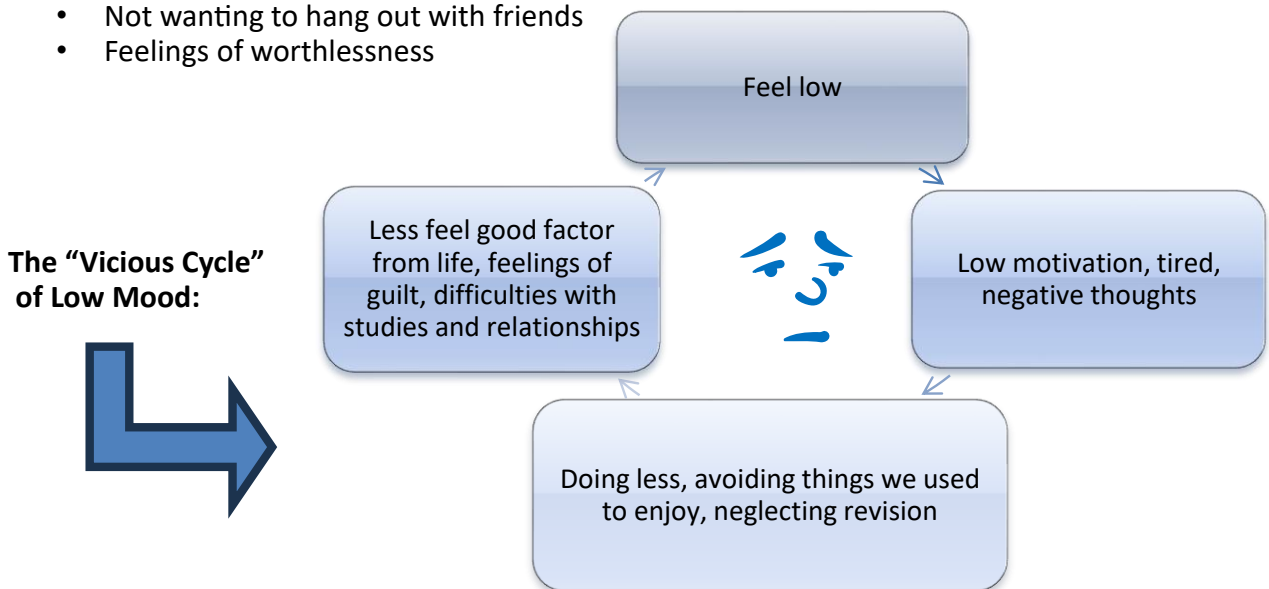 • Not wanting to hang out with friends
• Feelings of worthlessness
Feel low
The “Vicious Cycle”
of Low Mood:
Less feel good factor
from life, feelings of
guilt, difficulties with
studies and relationships
Low motivation, tired,
negative thoughts
Doing less, avoiding things we used
to enjoy, neglecting revision